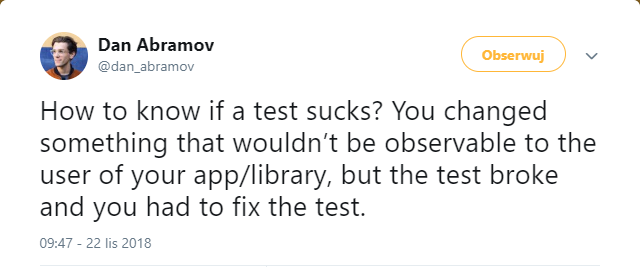 Dan Abramov
@dan_abramov
Obserwuj
How to know if a test sucks? You changed
something that wouldn’t be observable to the
user of your app/library, but the test broke
and you had to fix the test.
09:47 - 22 lis 2018